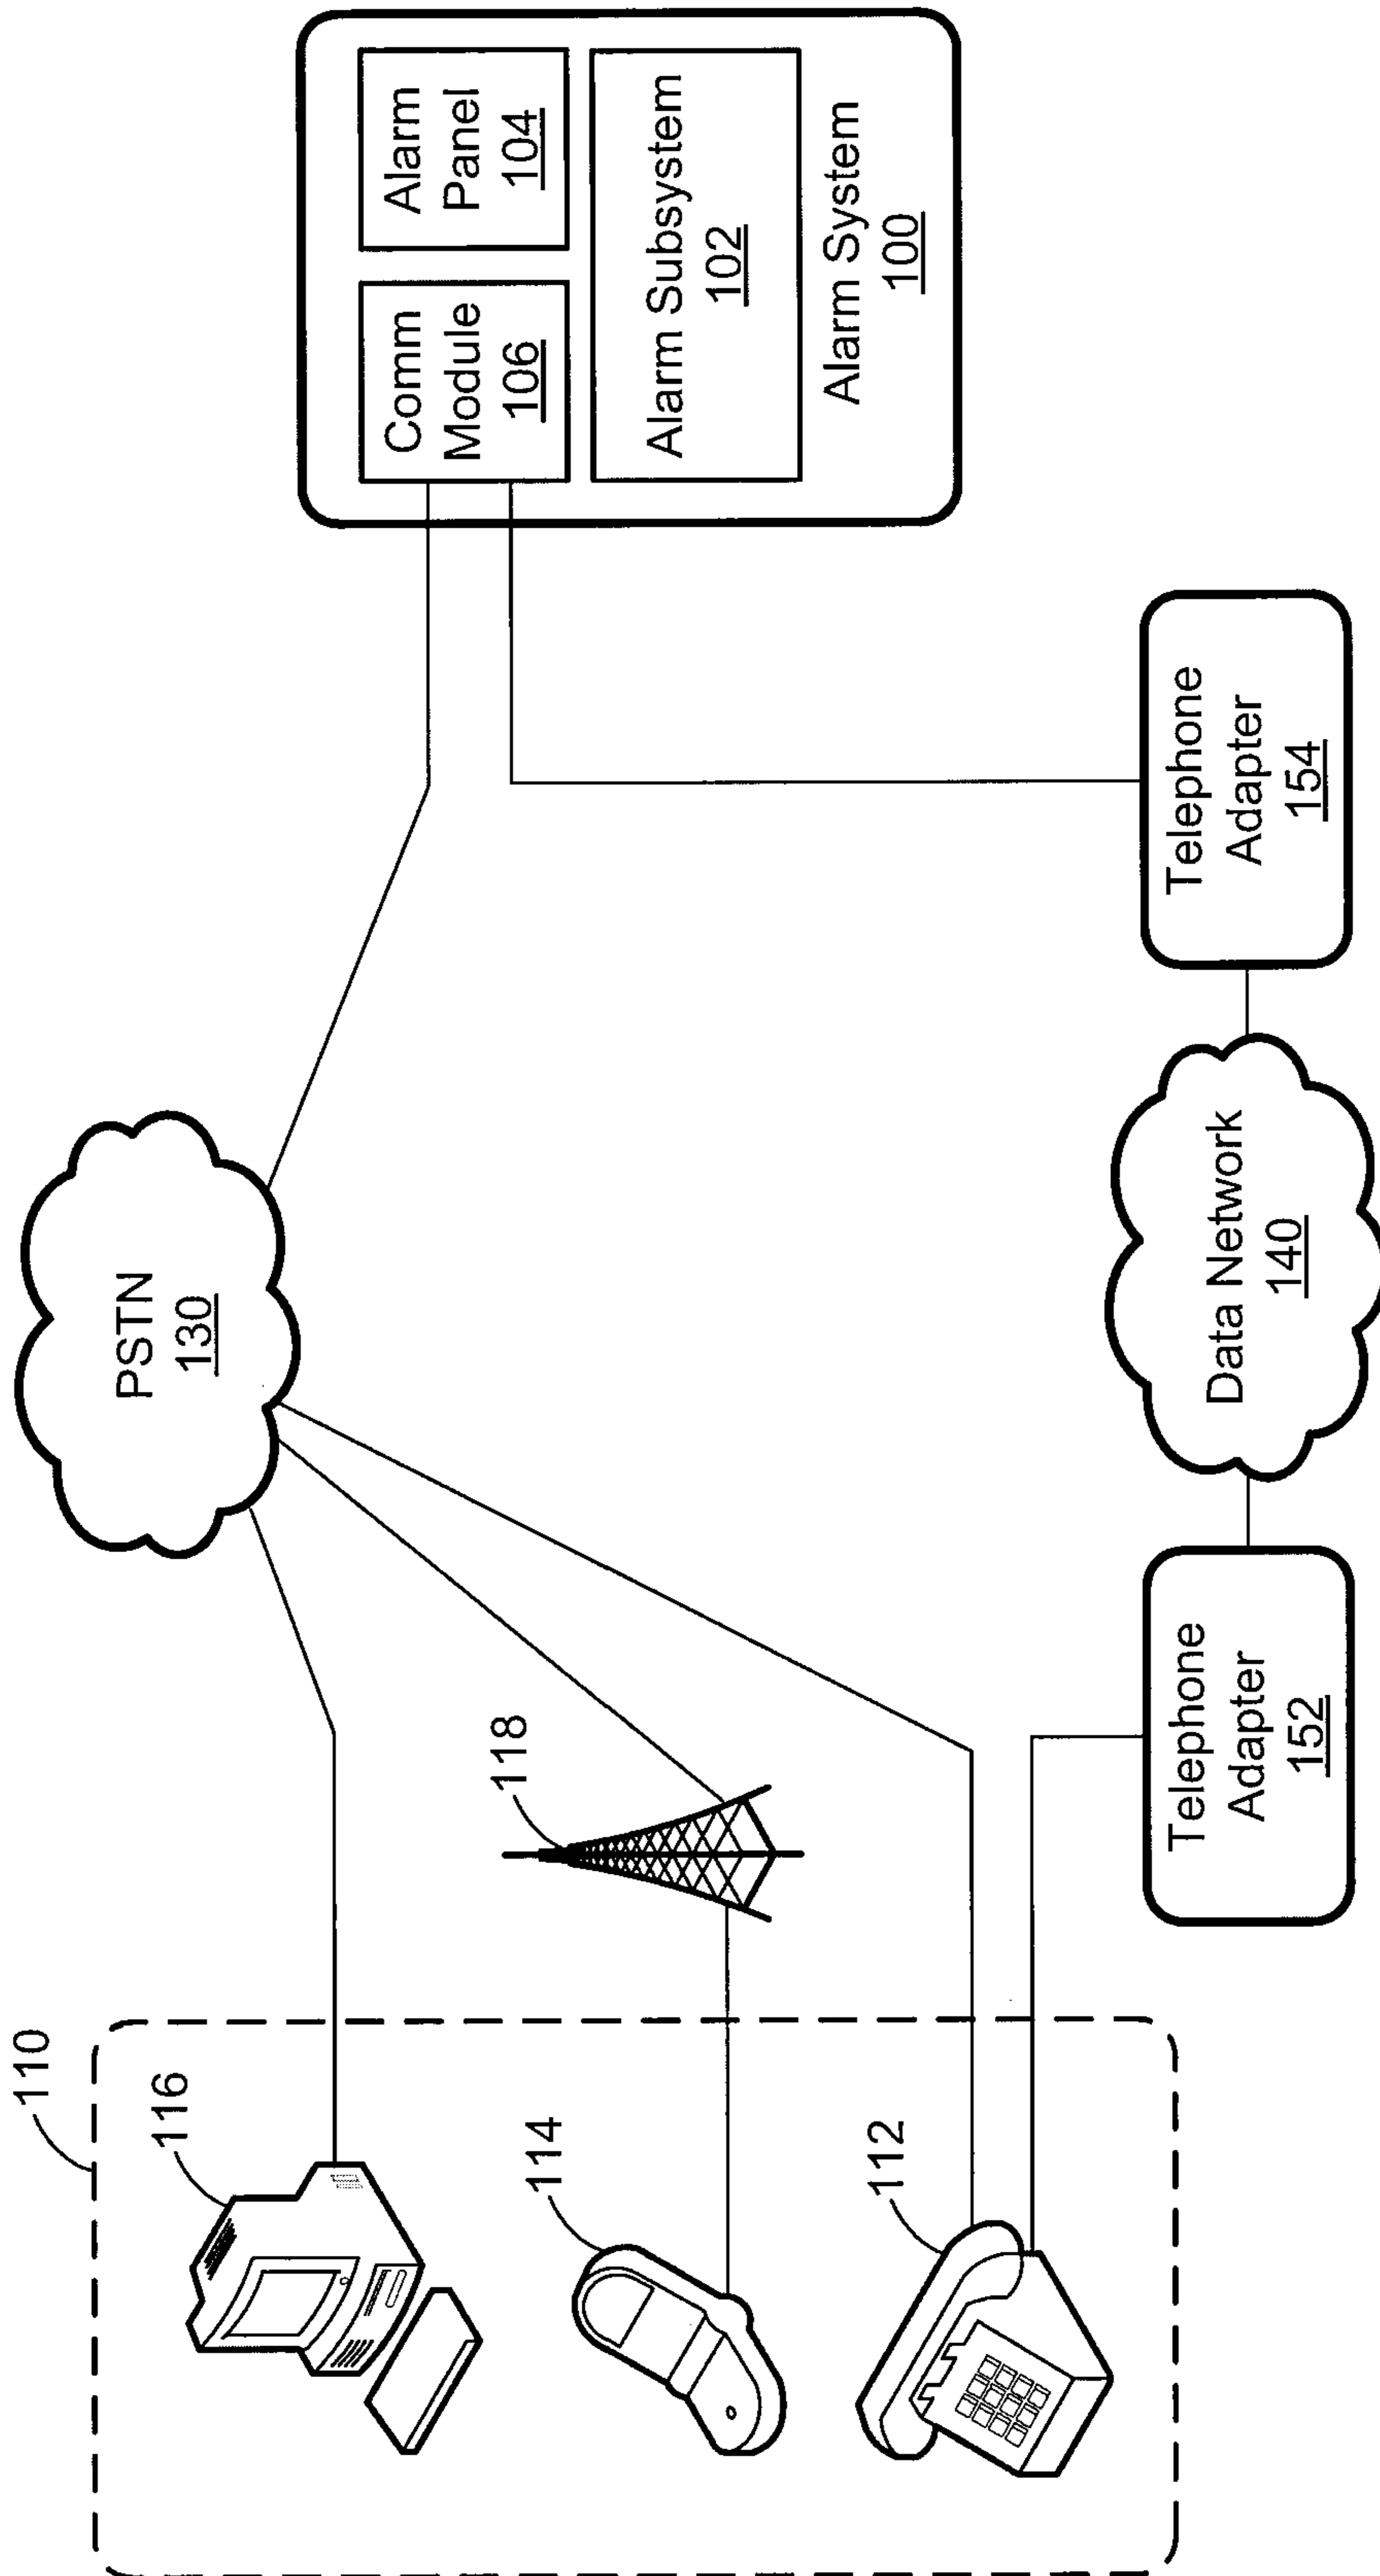 110
116
114
112
118
PSTN
130
Telephone
Adapter
152
Data Network
140
Telephone
Adapter
154
Comm
Module
106
Alarm
Panel
104
Alarm Subsystem
102
Alarm System
100